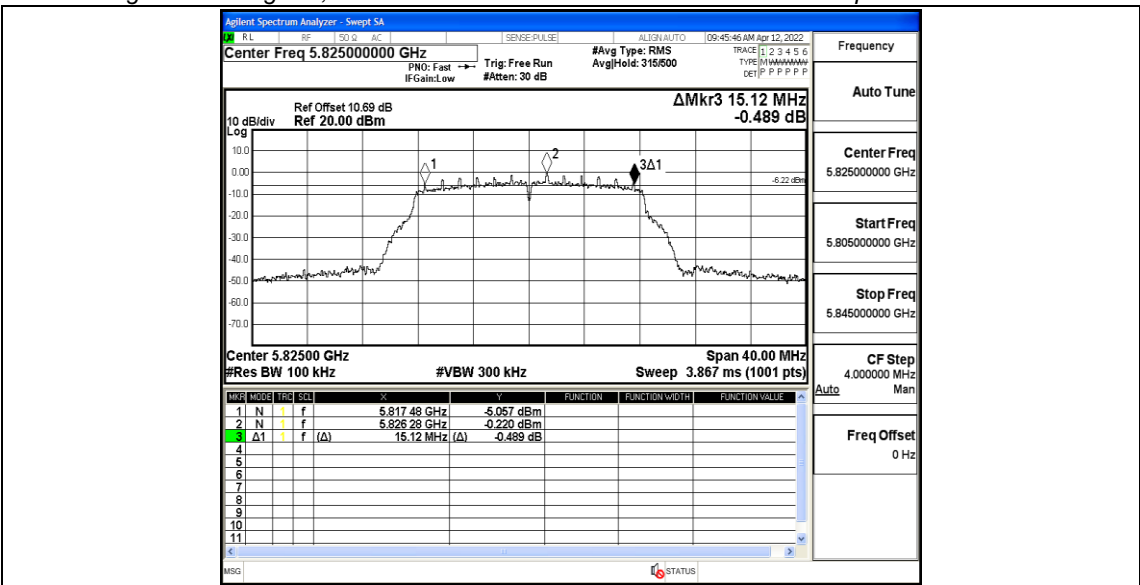 Agilent Spectrum Analyzer - Swept SA
RL RF 50 Ω AC SENSE:PULSE ALIGNAUTO 09:45:46 AM Apr 12, 2022
Center Freq 5.825000000 GHz
PNO: Fast
IFGain:Low
Trig: Free Run
#Atten: 30 dB
#Avg Type: RMS
Avg|Hold: 315/500
TRACE 1 2 3 4 5 6
TYPE M
DET P P P P P P
Frequency
Auto Tune
Center Freq
5.825000000 GHz
Start Freq
5.805000000 GHz
Stop Freq
5.845000000 GHz
CF Step
4.000000 MHz
Auto Man
Freq Offset
0 Hz
ΔMkr3 15.12 MHz
-0.489 dB
Ref Offset 10.69 dB
10 dB/div Ref 20.00 dBm
Log
10.0
0.00
-10.0
-20.0
-30.0
-40.0
-50.0
-60.0
-70.0
1
2
3Δ1
-6.22 dBm
Center 5.82500 GHz Span 40.00 MHz
#Res BW 100 kHz #VBW 300 kHz Sweep 3.867 ms (1001 pts)
MKR MODE TRC SCL X Y FUNCTION FUNCTION WIDTH FUNCTION VALUE
1 N 1 f 5.817 48 GHz -5.057 dBm
2 N 1 f 5.826 28 GHz -0.220 dBm
3 Δ1 1 f (Δ) 15.12 MHz (Δ) -0.489 dB
4
5
6
7
8
9
10
11
MSG STATUS